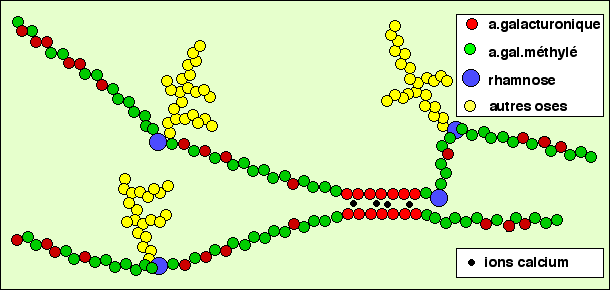 a.galacturonique
a.gal.méthylé
rhamnose
autres oses
ions calcium